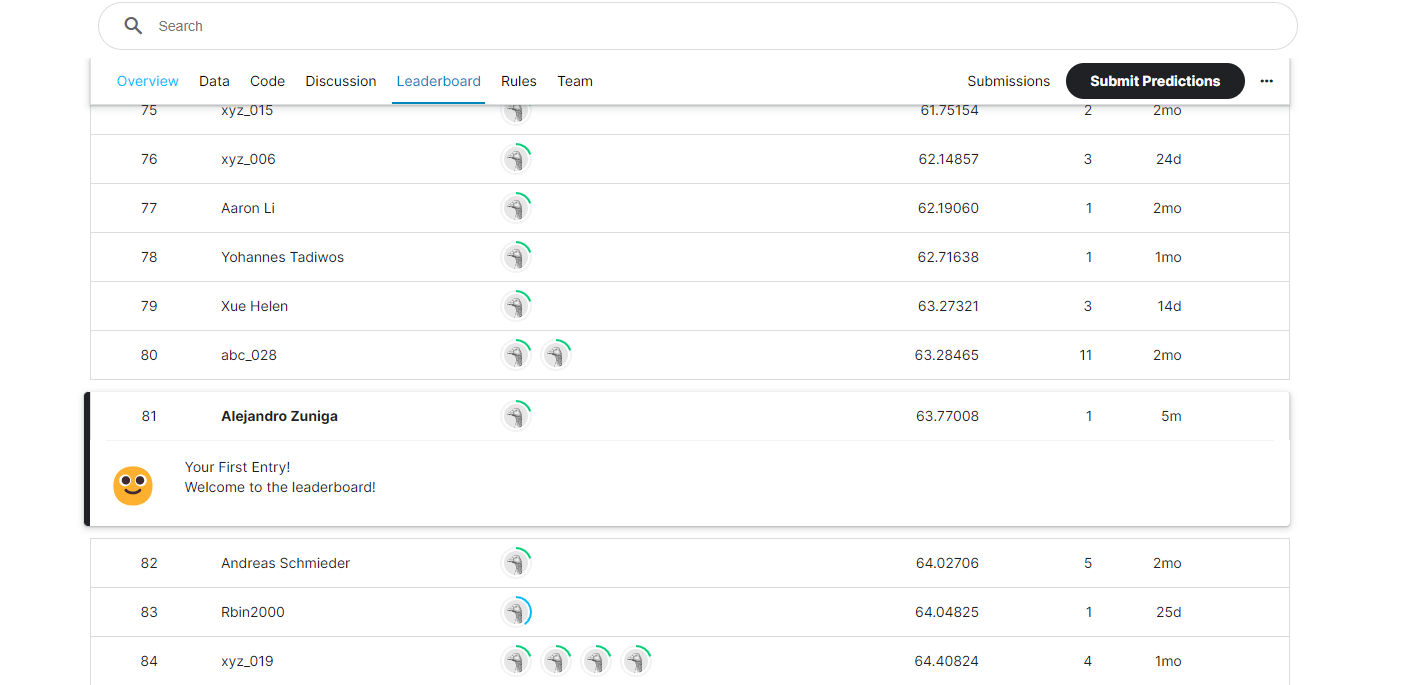 Search
Overview Data Code Discussion Leaderboard Rules Team Submissions Submit Predictions
75 xyz_015 61.75154 2 2mo
76 xyz_006 62.14857 3 24d
77 Aaron Li 62.19060 1 2mo
78 Yohannes Tadiwos 62.71638 1 1mo
79 Xue Helen 63.27321 3 14d
80 abc_028 63.28465 11 2mo
81 Alejandro Zuniga 63.77008 1 5m
Your First Entry!
Welcome to the leaderboard!
82 Andreas Schmieder 64.02706 5 2mo
83 Rbin2000 64.04825 1 25d
84 xyz_019 64.40824 4 1mo